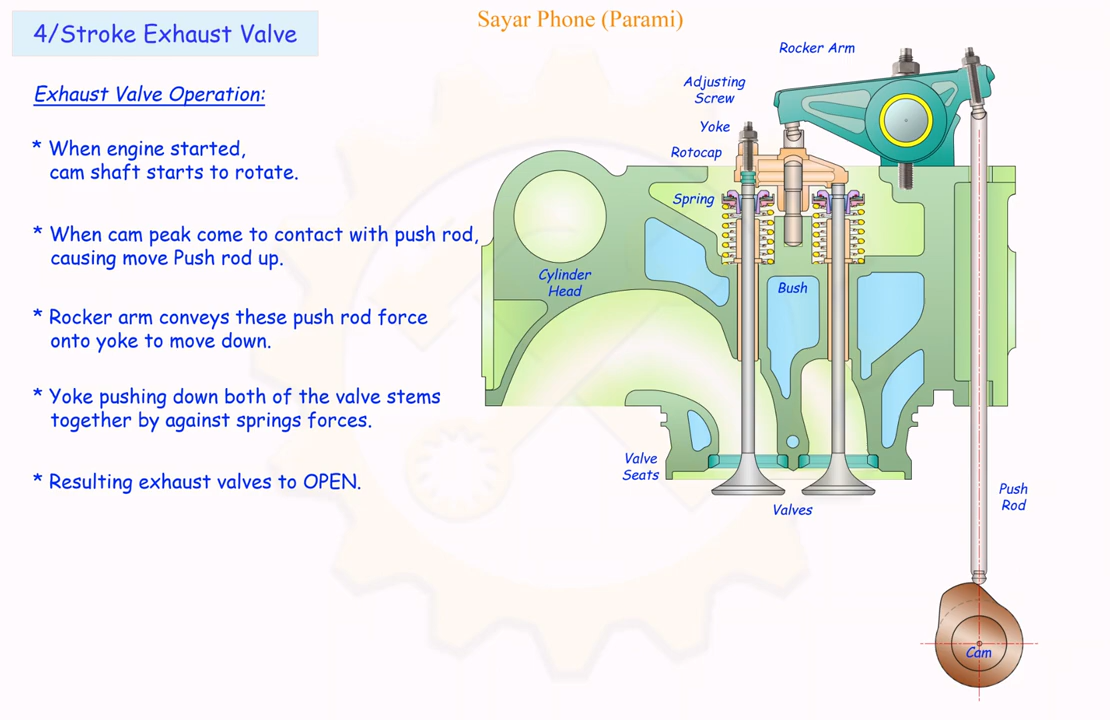 Sayar Phone (Parami)
4/Stroke Exhaust Valve
Exhaust Valve Operation:
* When engine started,
cam shaft starts to rotate.
* When cam peak come to contact with push rod,
causing move Push rod up.
* Rocker arm conveys these push rod force
onto yoke to move down.
* Yoke pushing down both of the valve stems
together by against springs forces.
* Resulting exhaust valves to OPEN.
Rocker Arm
Adjusting
Screw
Yoke
Rotocap
Spring
Cylinder
Head
Bush
Valve
Seats
Valves
Push
Rod
Cam